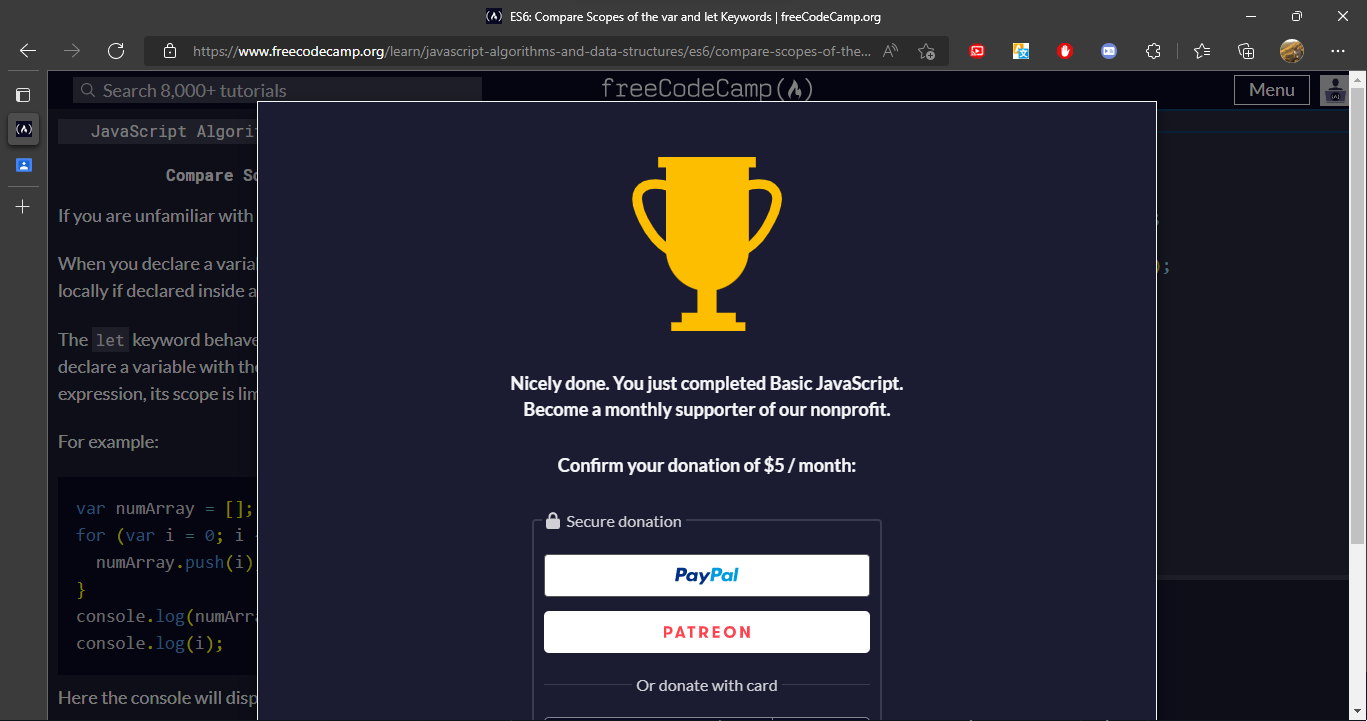 ES6: Compare Scopes of the var and let Keywords | freeCodeCamp.org
https://www.freecodecamp.org/learn/javascript-algorithms-and-data-structures/es6/compare-scopes-of-the...
Search 8,000+ tutorials
freeCodeCamp(🔥)
Menu
JavaScript Algorit
Compare Sc
If you are unfamiliar with
When you declare a varia
locally if declared inside a
The let keyword behave
declare a variable with the
expression, its scope is lim
For example:
var numArray = [];
for (var i = 0; i <
numArray.push(i)
}
console.log(numArra
console.log(i);
Here the console will disp
;
);
Nicely done. You just completed Basic JavaScript.
Become a monthly supporter of our nonprofit.
Confirm your donation of $5 / month:
Secure donation
PayPal
PATREON
Or donate with card